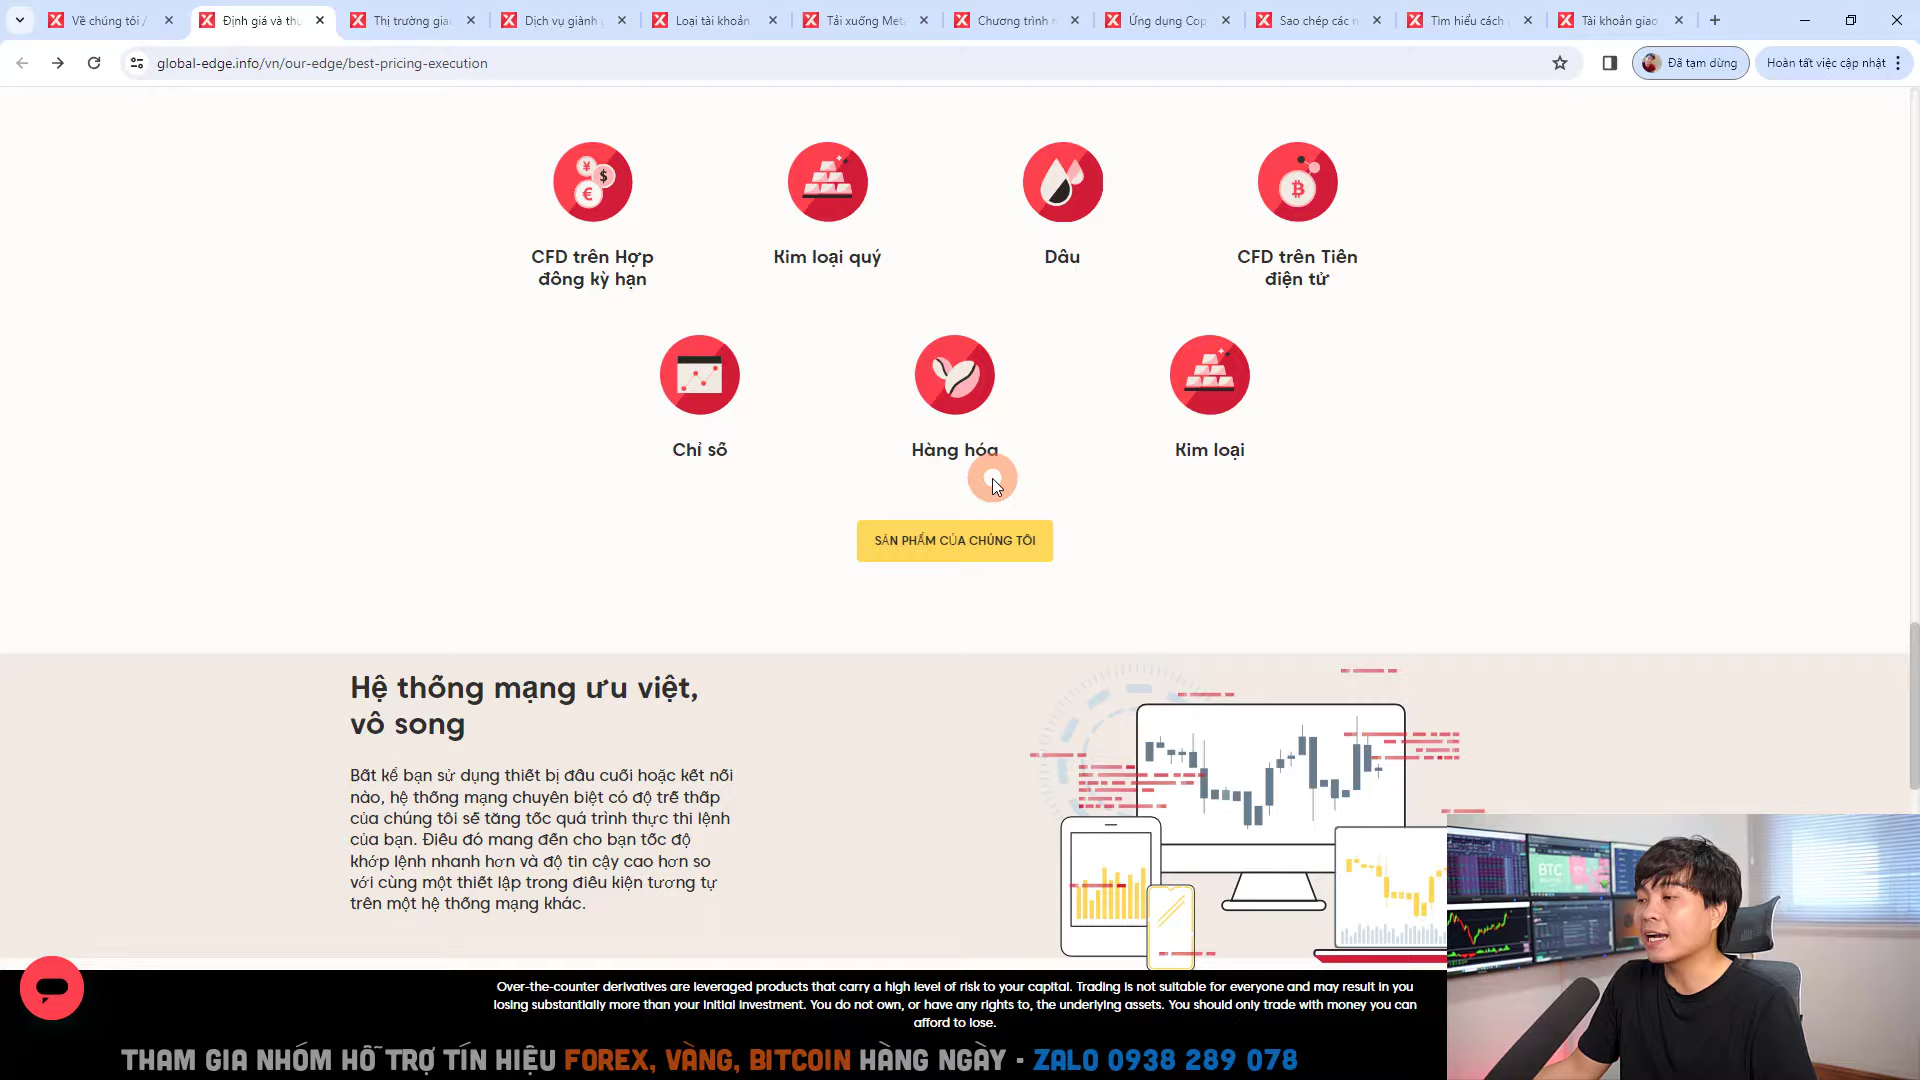 Về chúng tôi /
Định giá và thụ
Thị trường gia
Dịch vụ giành
Loại tài khoản
Tải xuống Met
Chương trình
Ứng dụng Cop
Sao chép các n
Tìm hiểu cách
Tài khoản giao
global-edge.info/vn/our-edge/best-pricing-execution
Đã tạm dừng
Hoàn tất việc cập nhật
CFD trên Hợp
đồng kỳ hạn
Kim loại quý
Dầu
CFD trên Tiền
điện tử
Chỉ số
Hàng hóa
Kim loại
SẢN PHẨM CỦA CHÚNG TÔI
Hệ thống mạng ưu việt,
vô song
Bất kể bạn sử dụng thiết bị đầu cuối hoặc kết nối
nào, hệ thống mạng chuyên biệt có độ trễ thấp
của chúng tôi sẽ tăng tốc quá trình thực thi lệnh
của bạn. Điều đó mang đến cho bạn tốc độ
khớp lệnh nhanh hơn và độ tin cậy cao hơn so
với cùng một thiết lập trong điều kiện tương tự
trên một hệ thống mạng khác.
BTC
Over-the-counter derivatives are leveraged products that carry a high level of risk to your capital. Trading is not suitable for everyone and may result in you
losing substantially more than your initial investment. You do not own, or have any rights to, the underlying assets. You should only trade with money you can
afford to lose.
THAM GIA NHÓM HỖ TRỢ TÍN HIỆU FOREX, VÀNG, BITCOIN HÀNG NGÀY - ZALO 0938 289 078